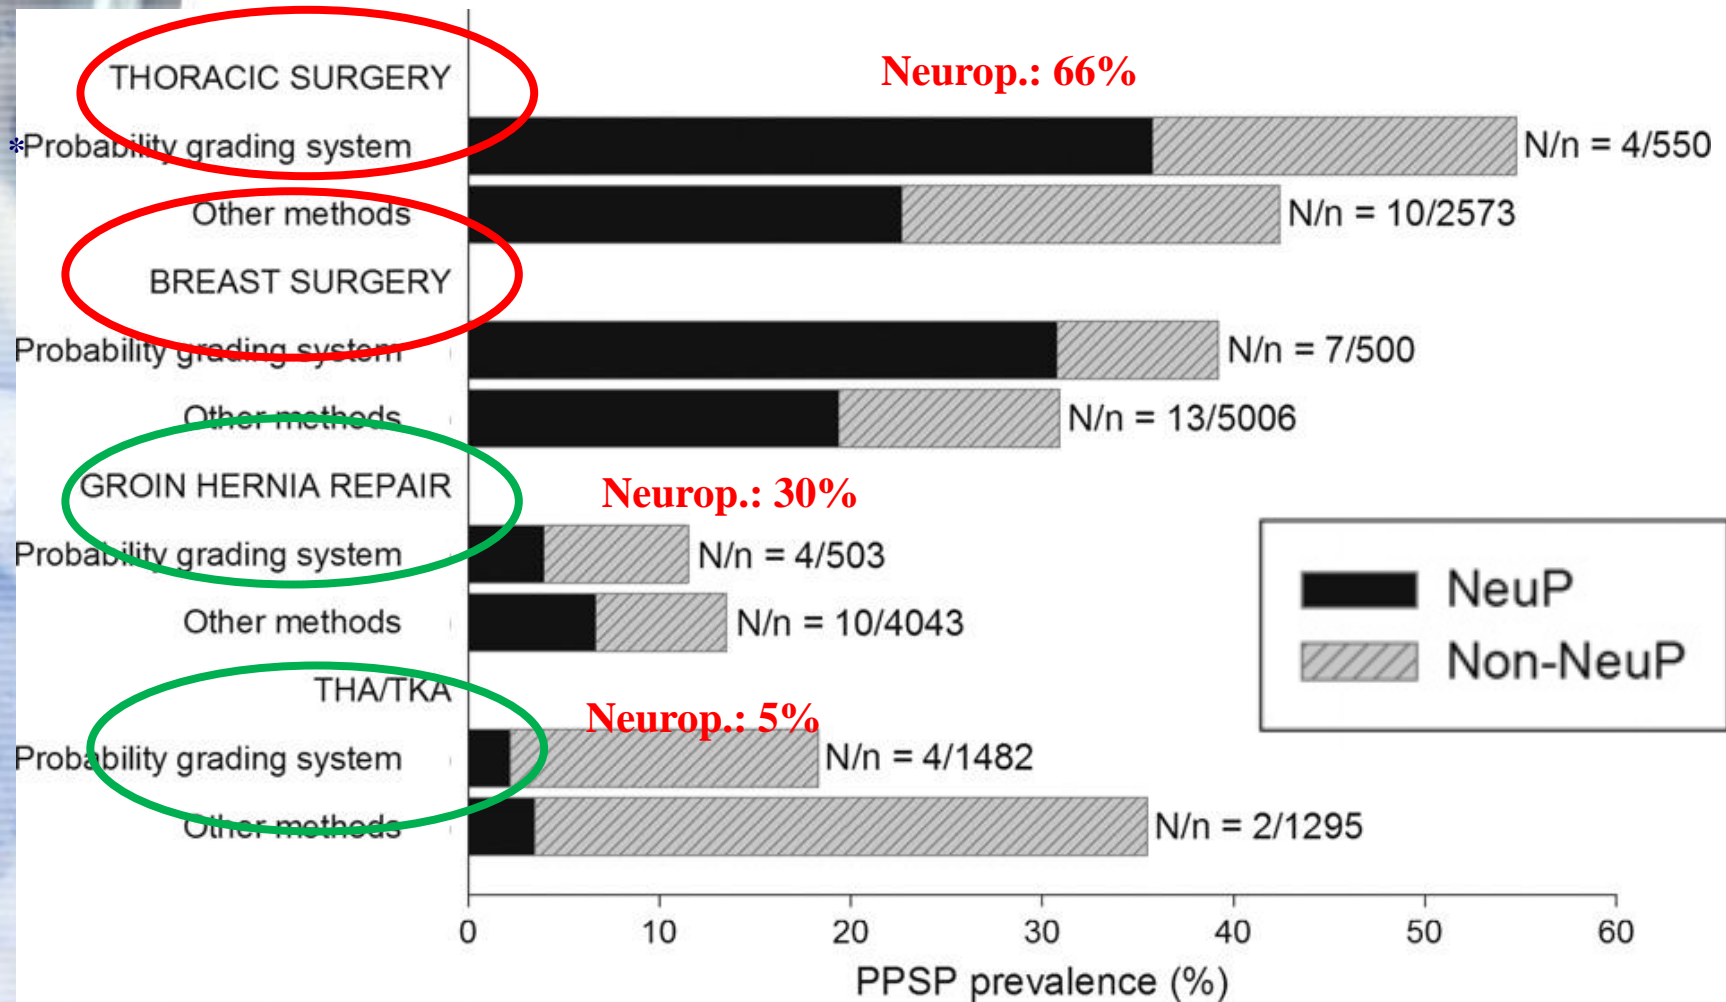 THORACIC SURGERY
Neurop.: 66%
*Probability grading system
N/n = 4/550
Other methods
N/n = 10/2573
BREAST SURGERY
Probability grading system
N/n = 7/500
Other methods
N/n = 13/5006
GROIN HERNIA REPAIR
Neurop.: 30%
Probability grading system
N/n = 4/503
Other methods
N/n = 10/4043
THA/TKA
Neurop.: 5%
Probability grading system
N/n = 4/1482
Other methods
N/n = 2/1295
NeuP
Non-NeuP
0 10 20 30 40 50 60
PPSP prevalence (%)